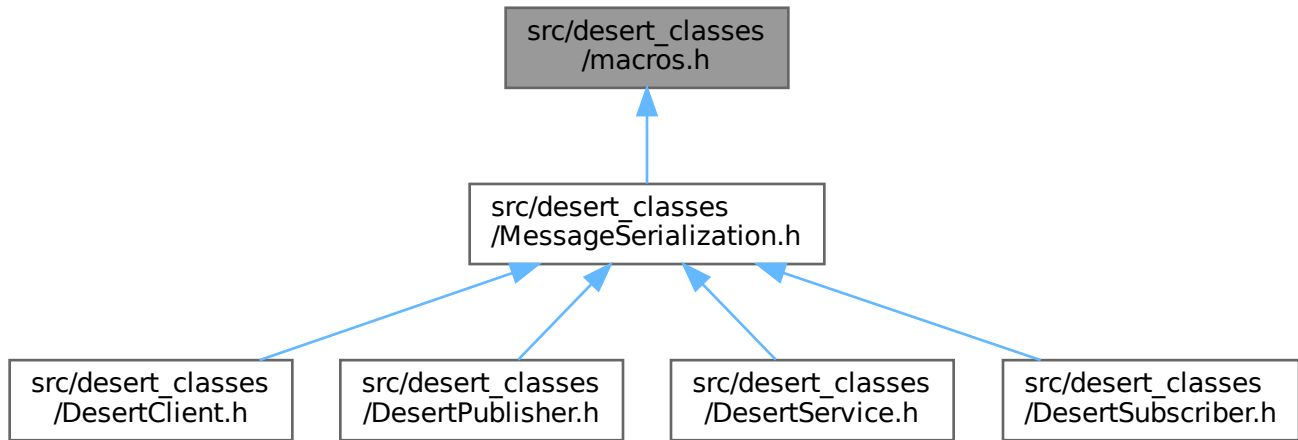 src/desert_classes
/macros.h
src/desert_classes
/MessageSerialization.h
src/desert_classes
/DesertClient.h
src/desert_classes
/DesertPublisher.h
src/desert_classes
/DesertService.h
src/desert_classes
/DesertSubscriber.h